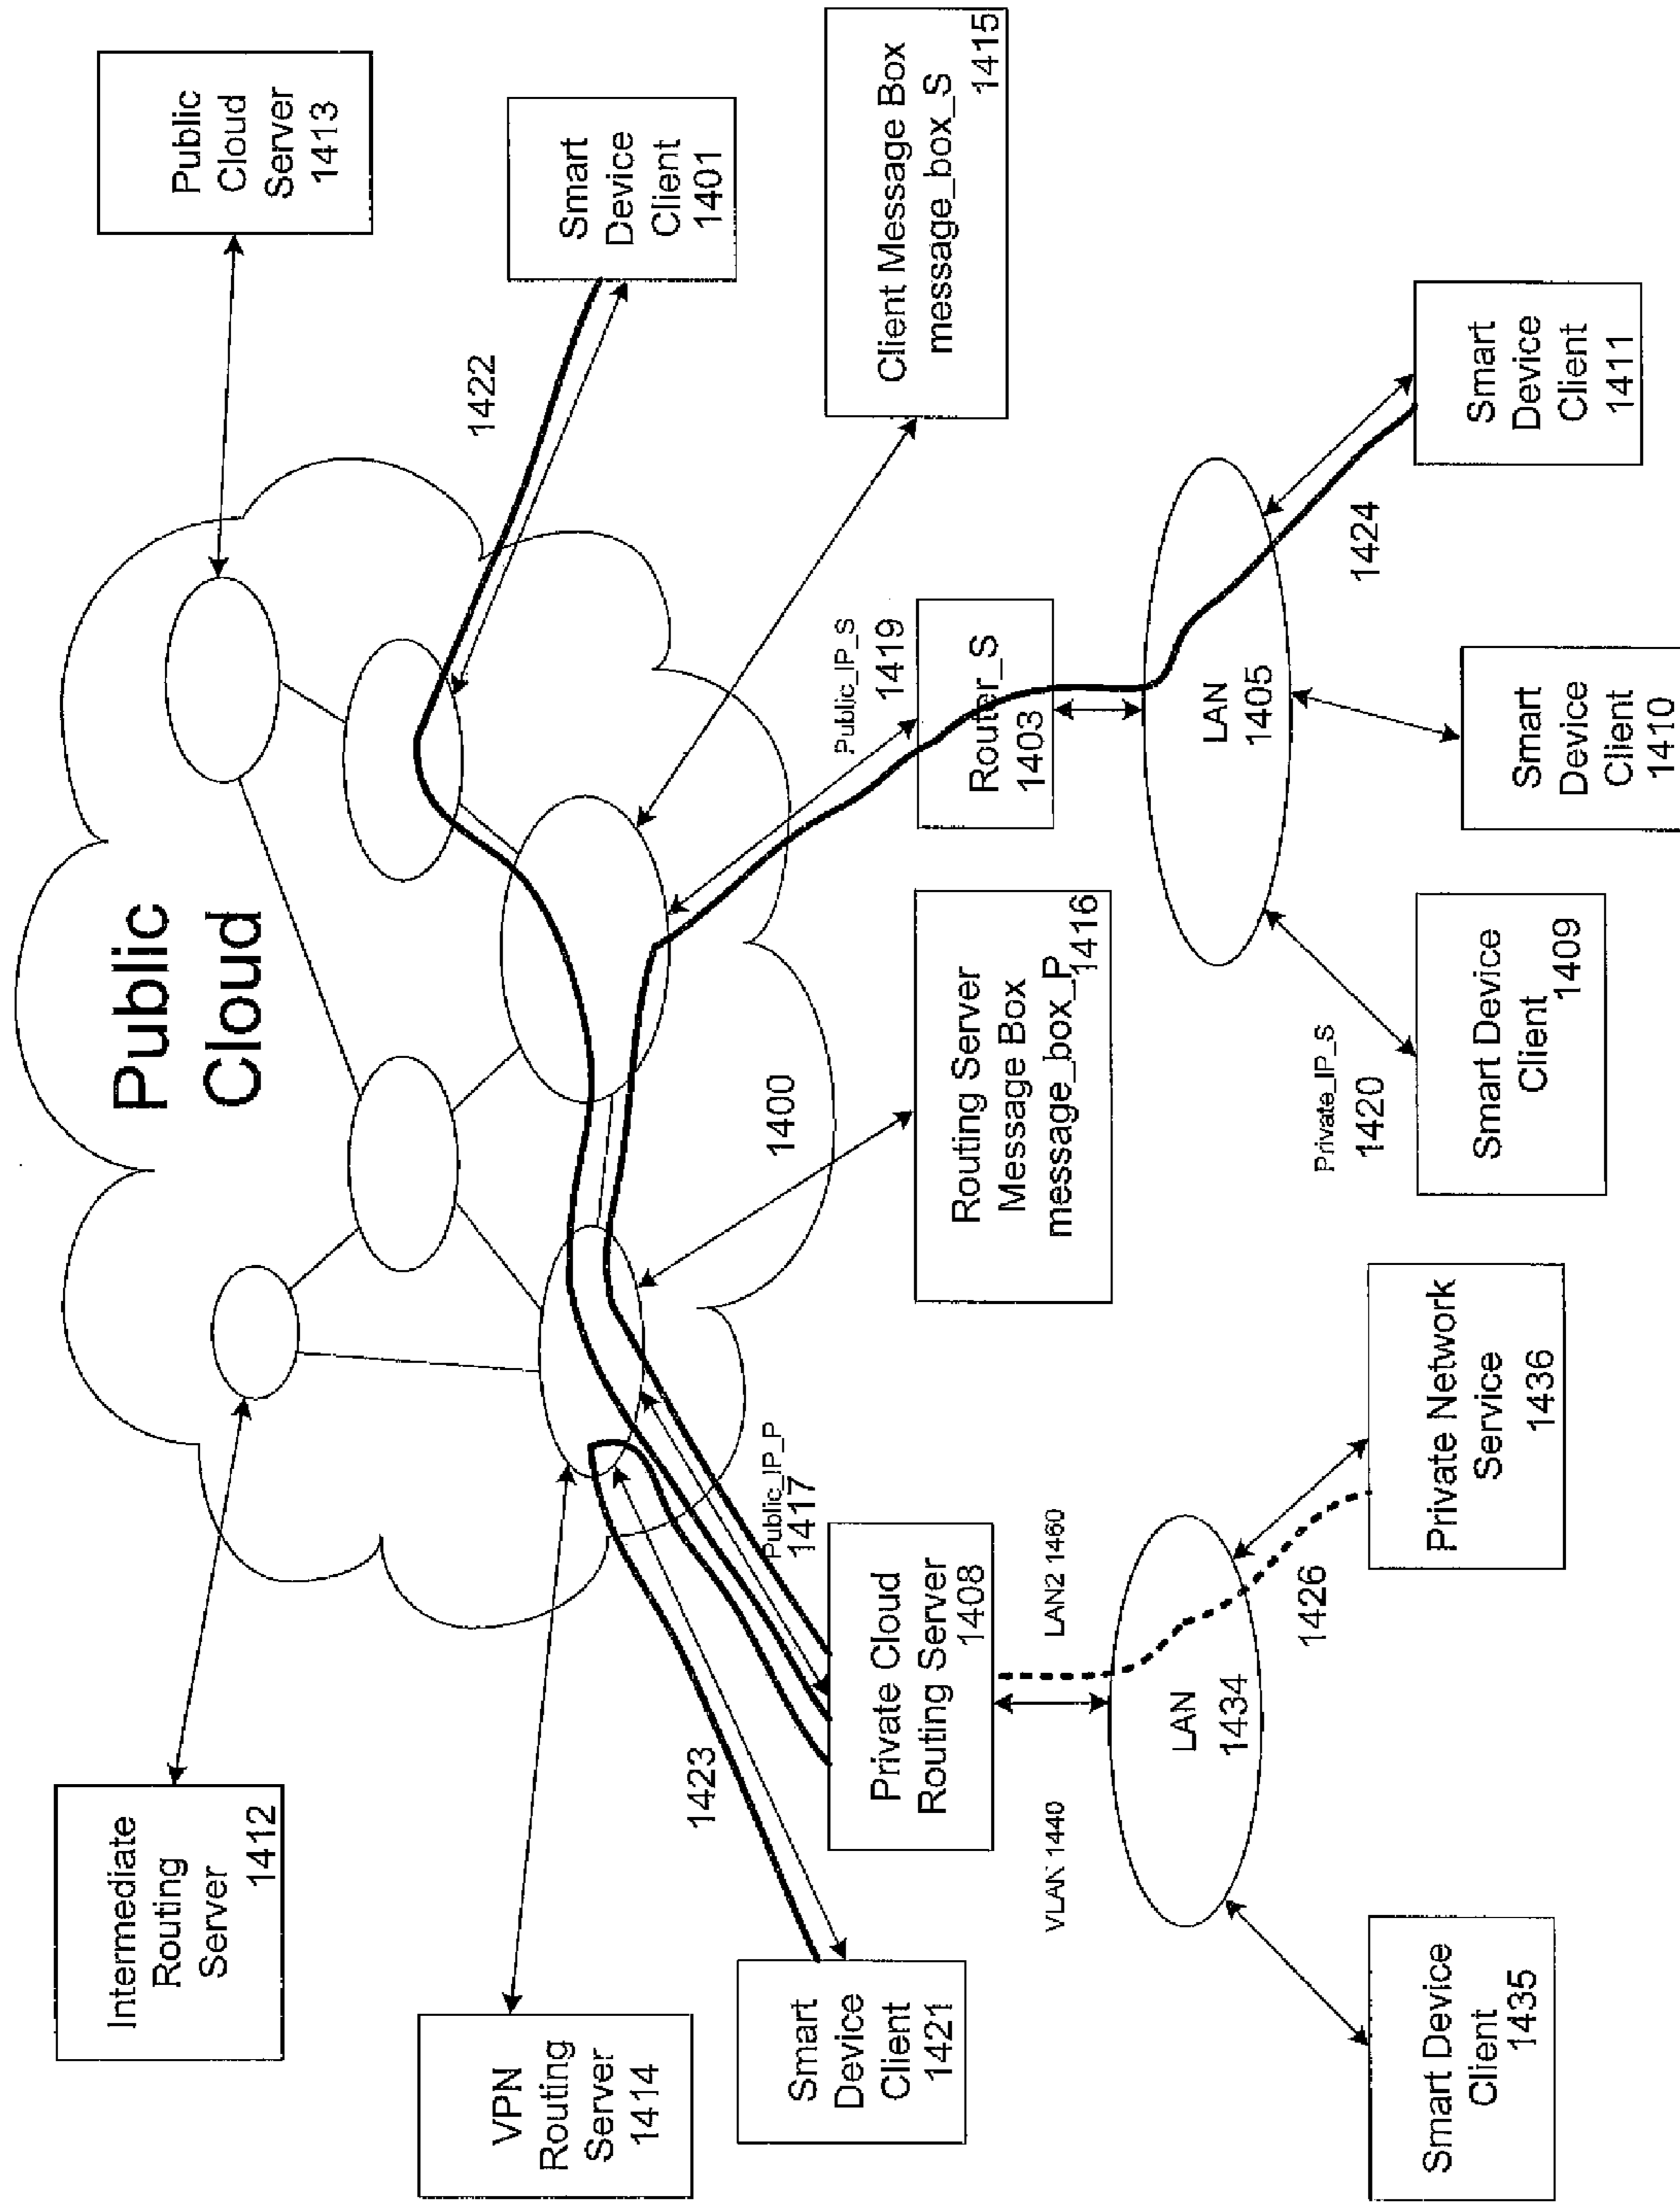 Public
Cloud
Intermediate
Routing
Server
1412
Public
Cloud
Server
1413
VPN
Routing
Server
1414
Smart
Device
Client
1401
1422
Smart
Device
Client
1421
1423
Public_IP_P
1417
1400
Private Cloud
Routing Server
1408
Routing Server
Message Box
message_box_P
1416
Public_IP_S
1419
Router_S
1403
Client Message Box
message_box_S
1415
VLAN 1440
LAN2 1460
LAN
1434
LAN
1405
1426
Private_IP_S
1420
1424
Smart Device
Client
1435
Private Network
Service
1436
Smart Device
Client
1409
Smart
Device
Client
1410
Smart
Device
Client
1411